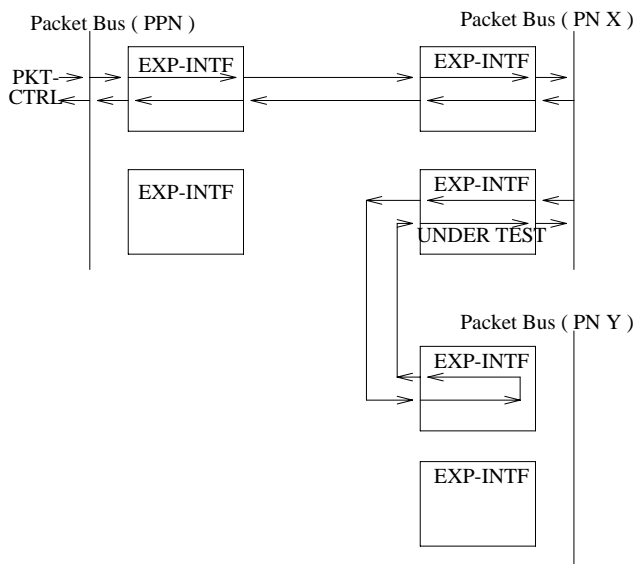 Packet Bus ( PPN )
Packet Bus ( PN X )
PKT-
CTRL
EXP-INTF
EXP-INTF
EXP-INTF
EXP-INTF
UNDER TEST
Packet Bus ( PN Y )
EXP-INTF
EXP-INTF